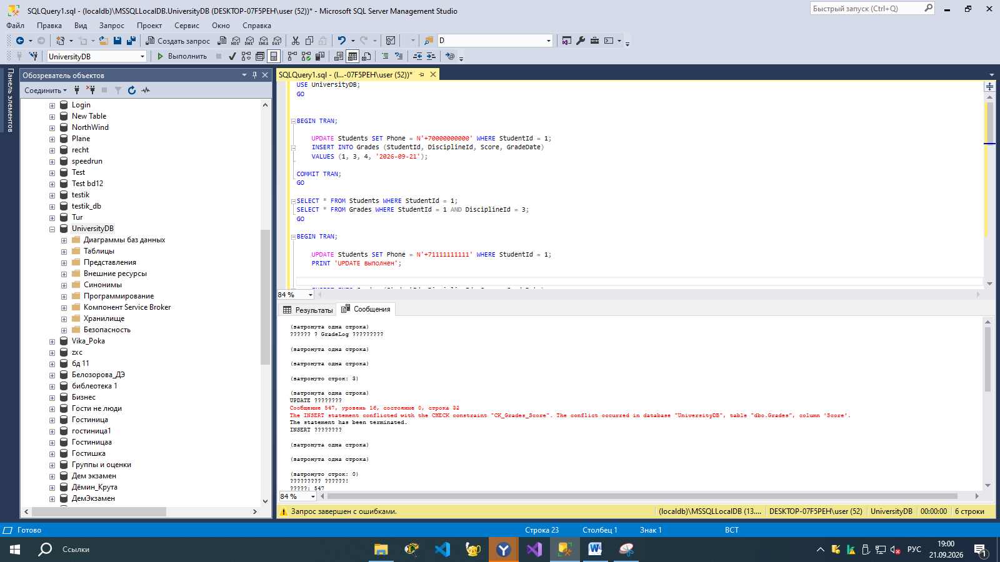 SQLQuery1.sql - (localdb)\MSSQLLocalDB.UniversityDB (DESKTOP-07F5PEH\user (52))* - Microsoft SQL Server Management Studio
Быстрый запуск (Ctrl+Q)
Файл Правка Вид Запрос Проект Сервис Окно Справка
Создать запрос
MDX DMX XMLA DAX
D
UniversityDB
Выполнить
Панель элементов
Обозреватель объектов
Соединить
Login
New Table
NorthWind
Plane
recht
speedrun
Test
Test bd12
testik
testik_db
Tur
UniversityDB
Диаграммы баз данных
Таблицы
Представления
Внешние ресурсы
Синонимы
Программирование
Компонент Service Broker
Хранилище
Безопасность
Vika_Poka
zxc
бд 11
Белозорова_ДЭ
библеотека 1
Бизнес
Гости не люди
Гостиница
гостиница1
Гостиницаа
Гостишка
Группы и оценки
Дем экзамен
Дёмин_Крута
ДемЭкзамен
SQLQuery1.sql - (l...-07F5PEH\user (52))*
USE UniversityDB;
GO
BEGIN TRAN;
UPDATE Students SET Phone = N'+70000000000' WHERE StudentId = 1;
INSERT INTO Grades (StudentId, DisciplineId, Score, GradeDate)
VALUES (1, 3, 4, '2026-09-21');
COMMIT TRAN;
GO
SELECT * FROM Students WHERE StudentId = 1;
SELECT * FROM Grades WHERE StudentId = 1 AND DisciplineId = 3;
GO
BEGIN TRAN;
UPDATE Students SET Phone = N'+71111111111' WHERE StudentId = 1;
PRINT 'UPDATE выполнен';
84 %
Результаты Сообщения
(затронута одна строка)
?????? ? GradeLog ?????????
(затронута одна строка)
(затронута одна строка)
(затронуто строк: 3)
(затронута одна строка)
UPDATE ????????
Сообщение 547, уровень 16, состояние 0, строка 32
The INSERT statement conflicted with the CHECK constraint "CK_Grades_Score". The conflict occurred in database "UniversityDB", table "dbo.Grades", column 'Score'.
The statement has been terminated.
INSERT ????????
(затронута одна строка)
(затронута одна строка)
(затронуто строк: 0)
????????? ??????!
?????: 547
84 %
Запрос завершен с ошибками.
(localdb)\MSSQLLocalDB (13.... DESKTOP-07F5PEH\user (52) UniversityDB 00:00:00 6 строки
Готово
Строка 23 Столбец 1 Знак 1 ВСТ
Ссылки
РУС
19:00
21.09.2026
1